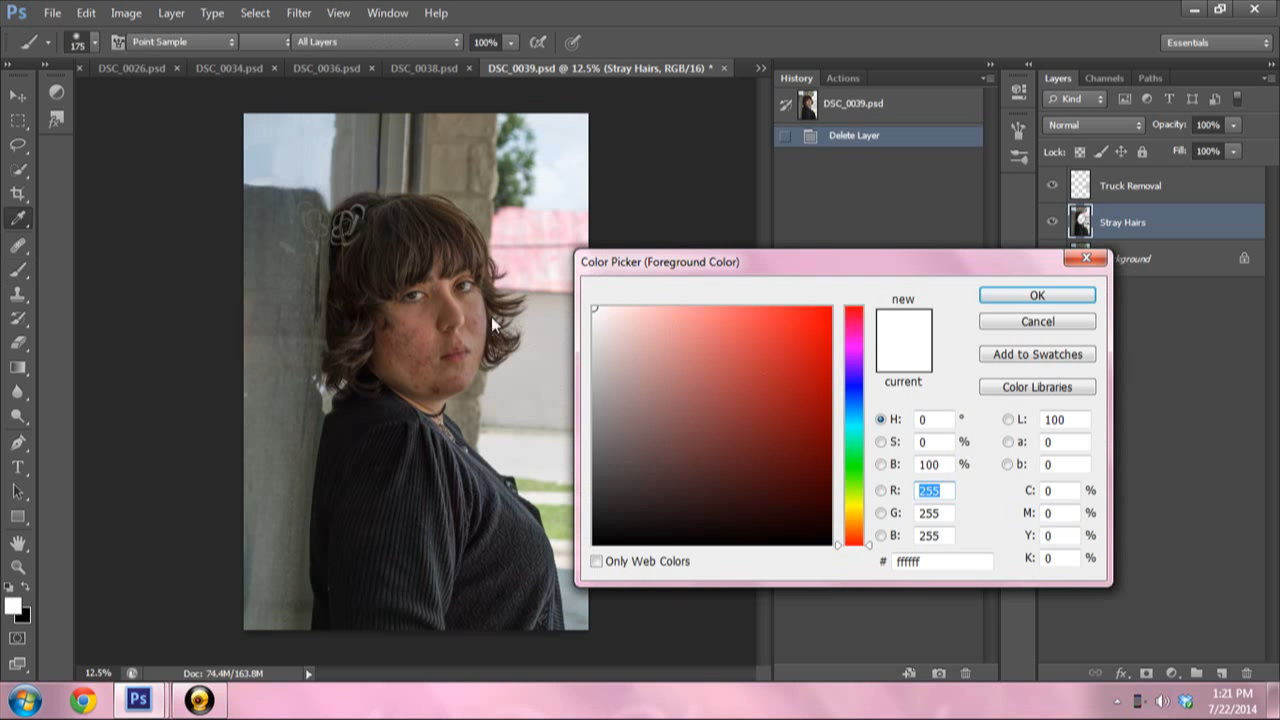 Ps File Edit Image Layer Type Select Filter View Window Help
175 Point Sample All Layers 100% Essentials
DSC_0026.psd × DSC_0034.psd × DSC_0036.psd × DSC_0038.psd × DSC_0039.psd @ 12.5% (Stray Hairs, RGB/16) * ×
History Actions
Layers Channels Paths
DSC_0039.psd
Kind
Delete Layer
Normal Opacity: 100%
Lock: Fill: 100%
Truck Removal
Stray Hairs
kground
Color Picker (Foreground Color)
new
current
OK
Cancel
Add to Swatches
Color Libraries
H: 0 ° L: 100
S: 0 % a: 0
B: 100 % b: 0
R: 255 C: 0 %
G: 255 M: 0 %
B: 255 Y: 0 %
# ffffff K: 0 %
Only Web Colors
T
12.5% Doc: 74.4M/163.8M
Ps
1:21 PM
7/22/2014